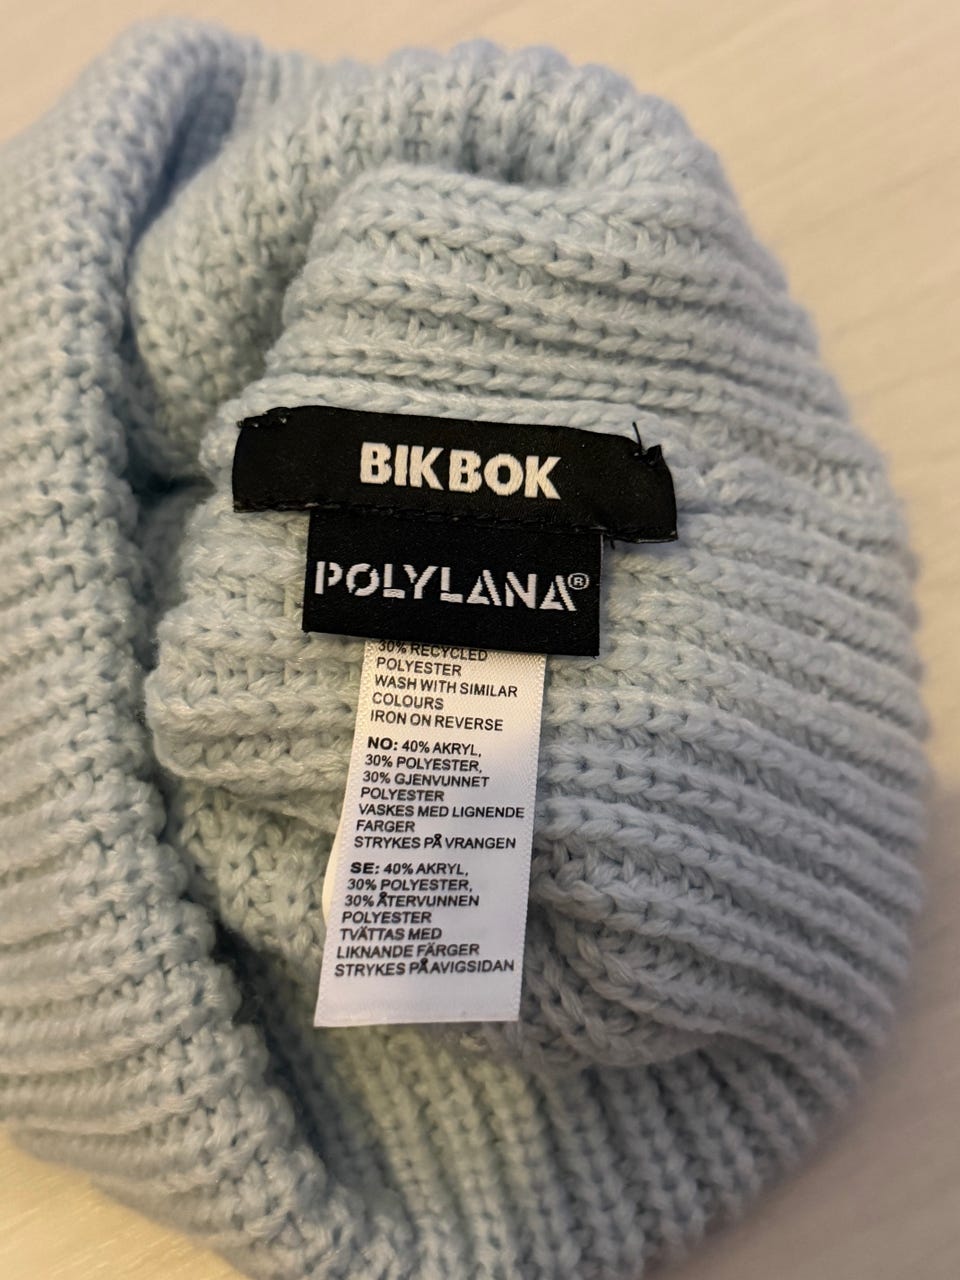 BIKBOK
POLYLANA®
30% RECYCLED
POLYESTER
WASH WITH SIMILAR
COLOURS
IRON ON REVERSE
NO: 40% AKRYL,
30% POLYESTER,
30% GJENVUNNET
POLYESTER
VASKES MED LIGNENDE
FARGER
STRYKES PÅ VRANGEN
SE: 40% AKRYL,
30% POLYESTER,
30% ÅTERVUNNEN
POLYESTER
TVÄTTAS MED
LIKNANDE FÄRGER
STRYKES PÅ AVIGSIDAN